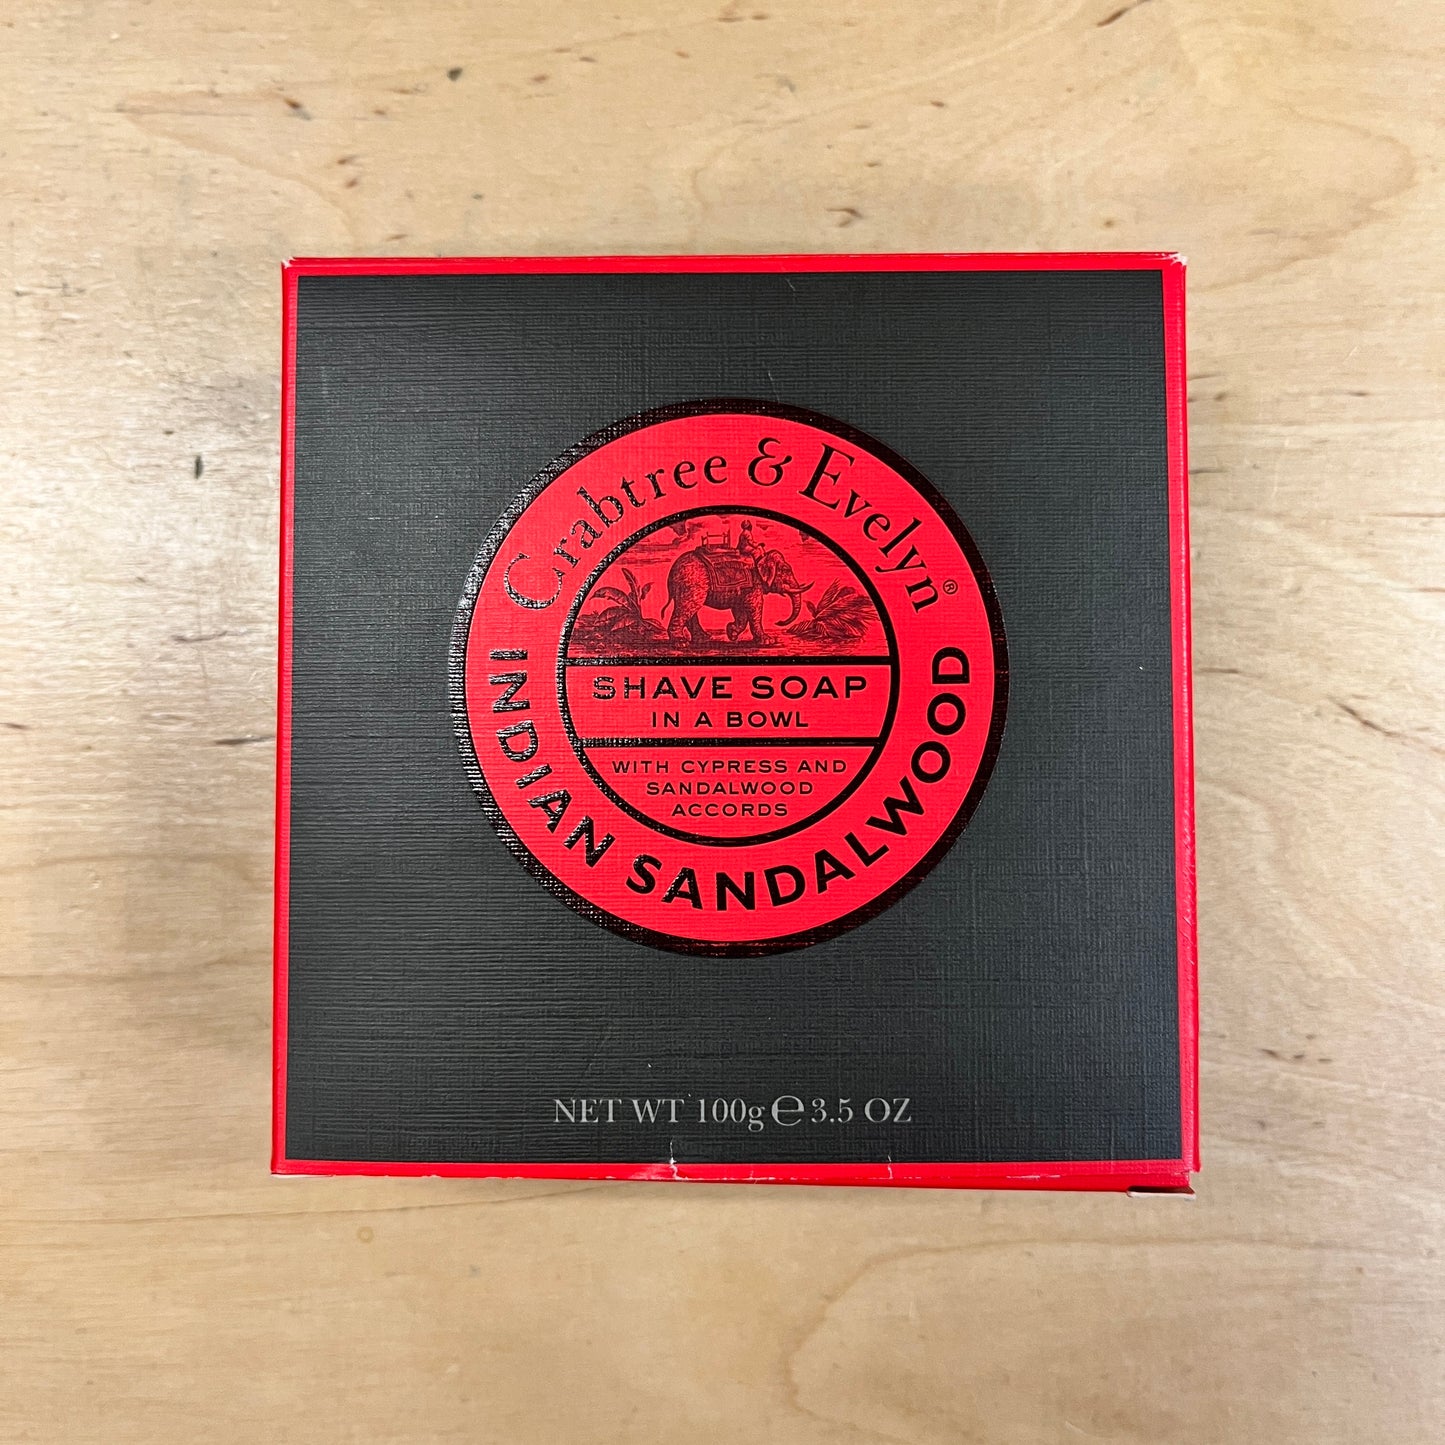 Crabtree & Evelyn®
SHAVE SOAP
IN A BOWL
WITH CYPRESS AND
SANDALWOOD
ACCORDS
INDIAN SANDALWOOD
NET WT 100g ℮ 3.5 OZ